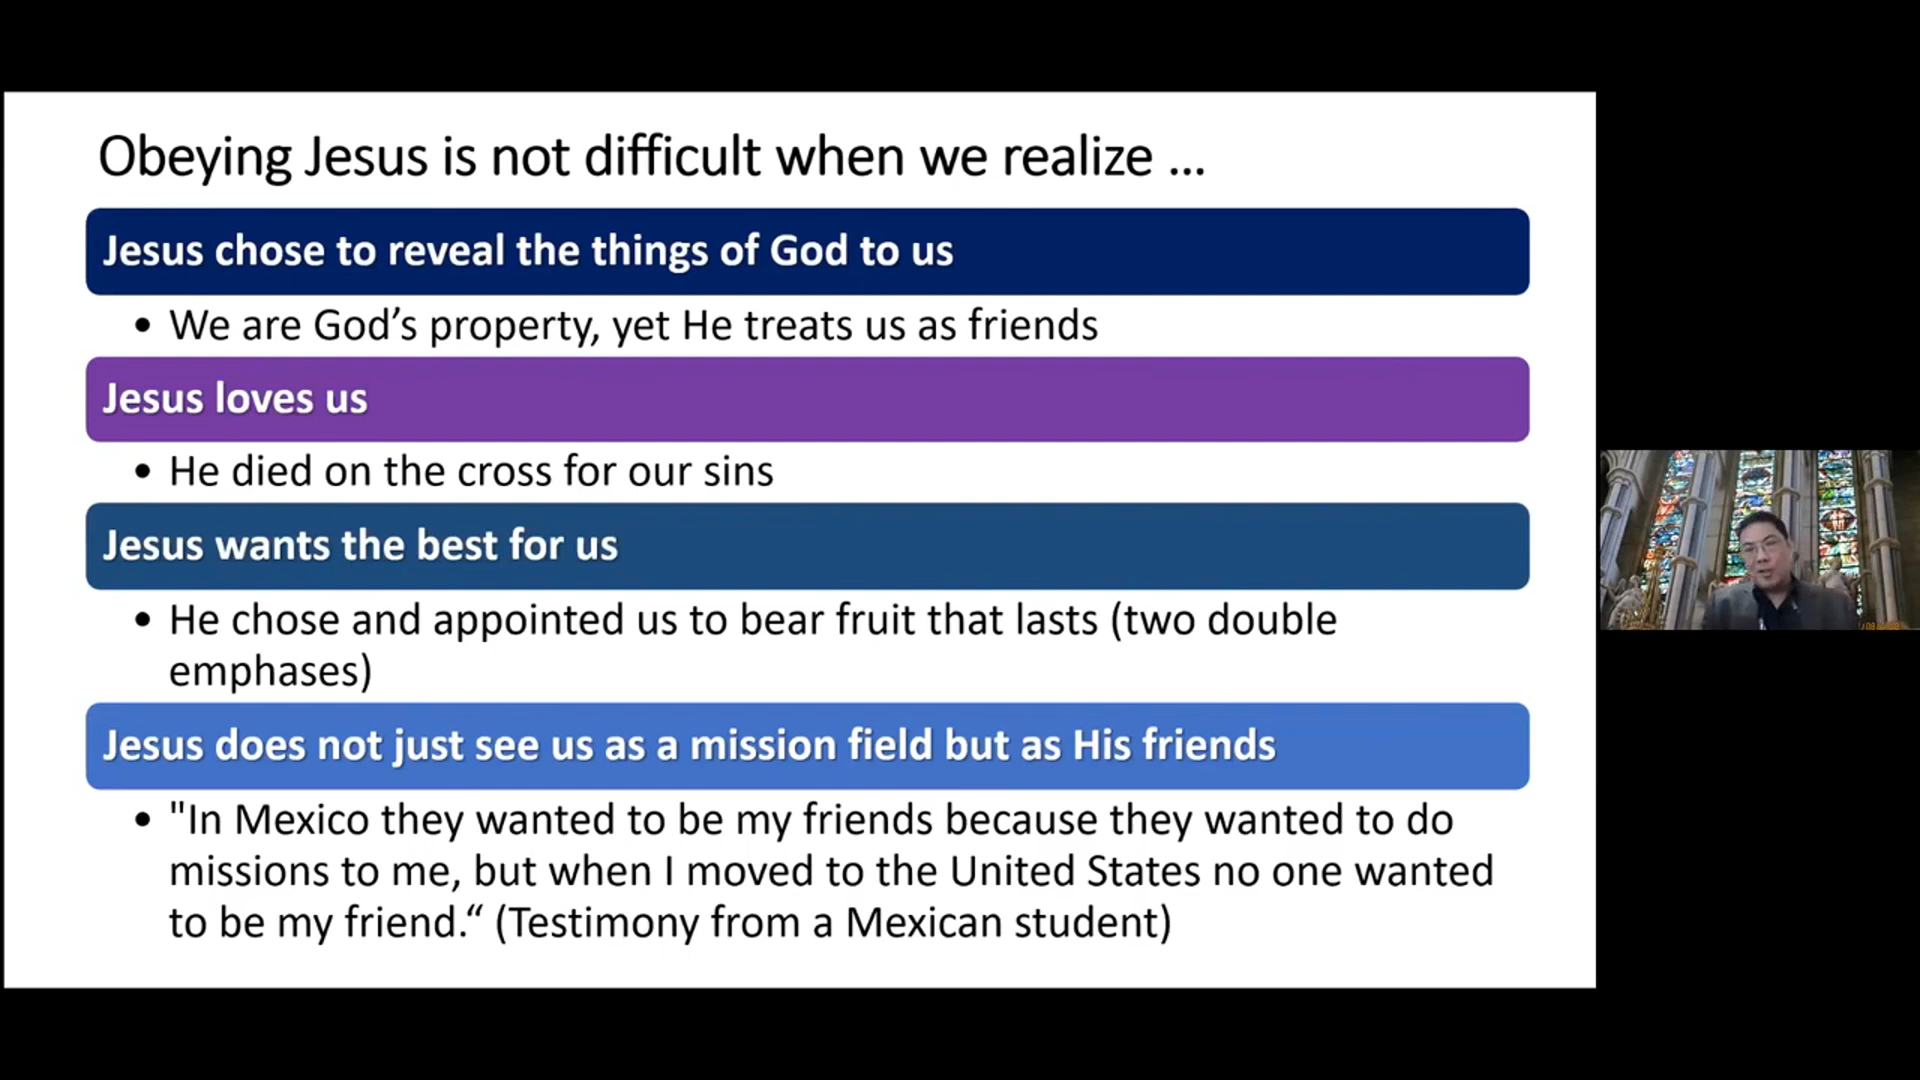 Obeying Jesus is not difficult when we realize ...
Jesus chose to reveal the things of God to us
• We are God’s property, yet He treats us as friends
Jesus loves us
• He died on the cross for our sins
Jesus wants the best for us
• He chose and appointed us to bear fruit that lasts (two double
emphases)
Jesus does not just see us as a mission field but as His friends
• "In Mexico they wanted to be my friends because they wanted to do
missions to me, but when I moved to the United States no one wanted
to be my friend.“ (Testimony from a Mexican student)